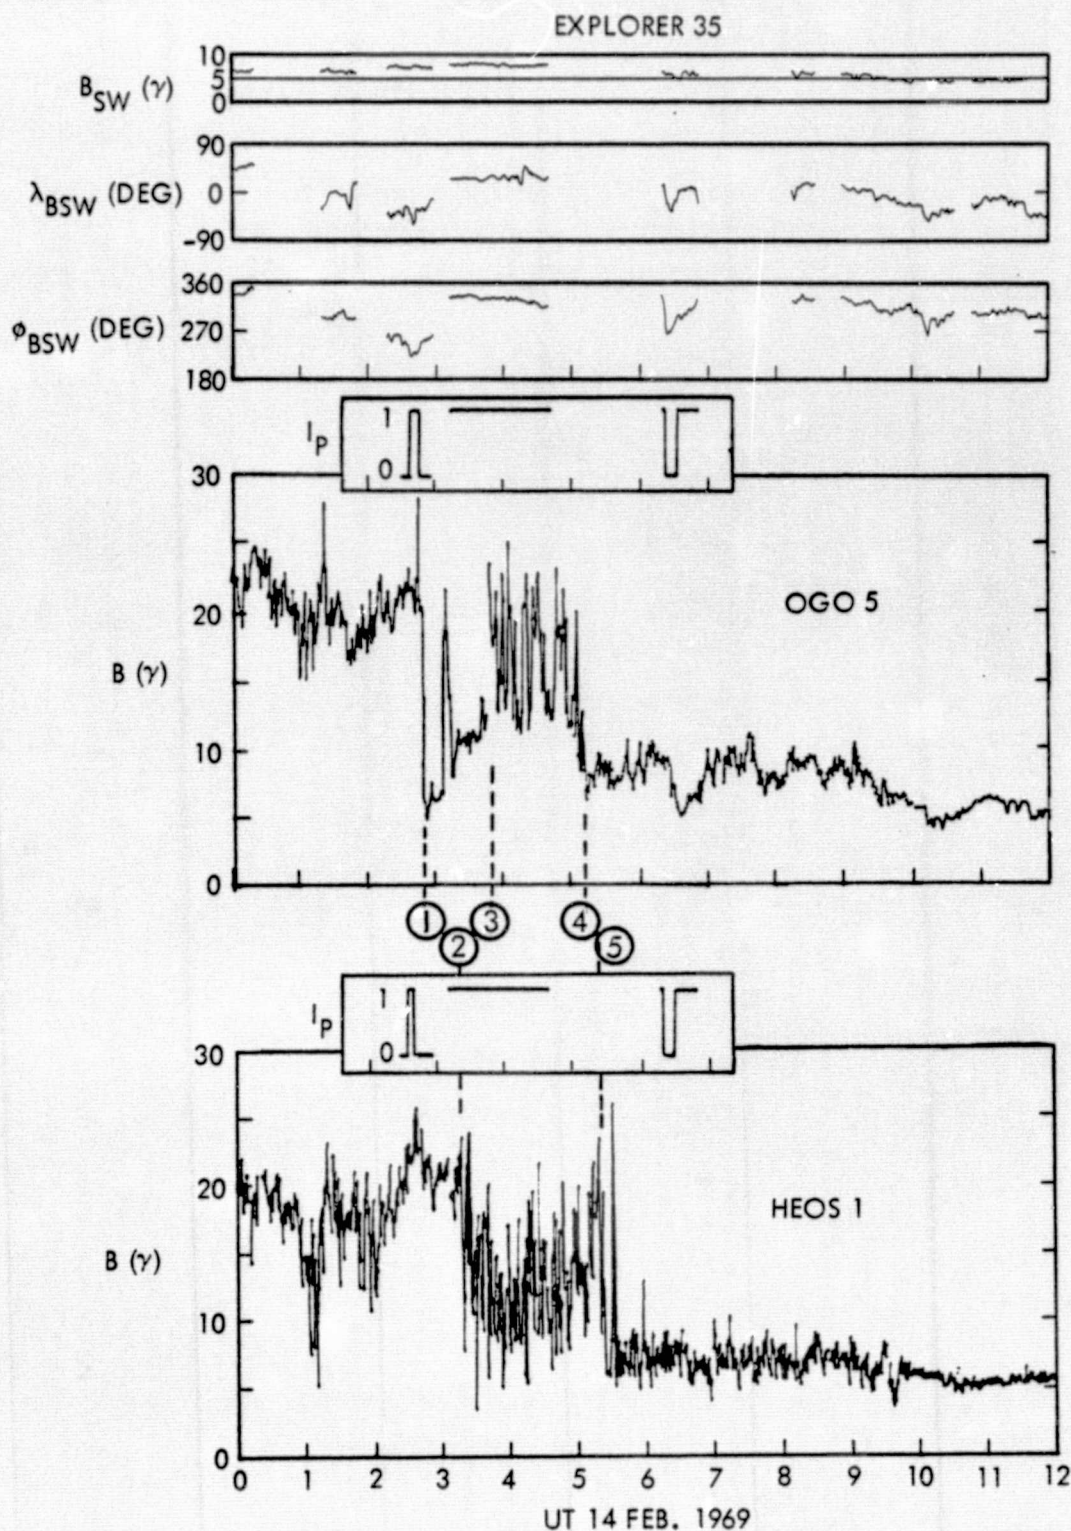 EXPLORER 35
10
5
0
B_SW (γ)
90
0
-90
λ_BSW (DEG)
360
270
180
φ_BSW (DEG)
I_P
1
0
30
20
10
0
B (γ)
OGO 5
① ② ③ ④ ⑤
I_P
1
0
30
20
10
0
B (γ)
HEOS 1
0 1 2 3 4 5 6 7 8 9 10 11 12
UT 14 FEB. 1969